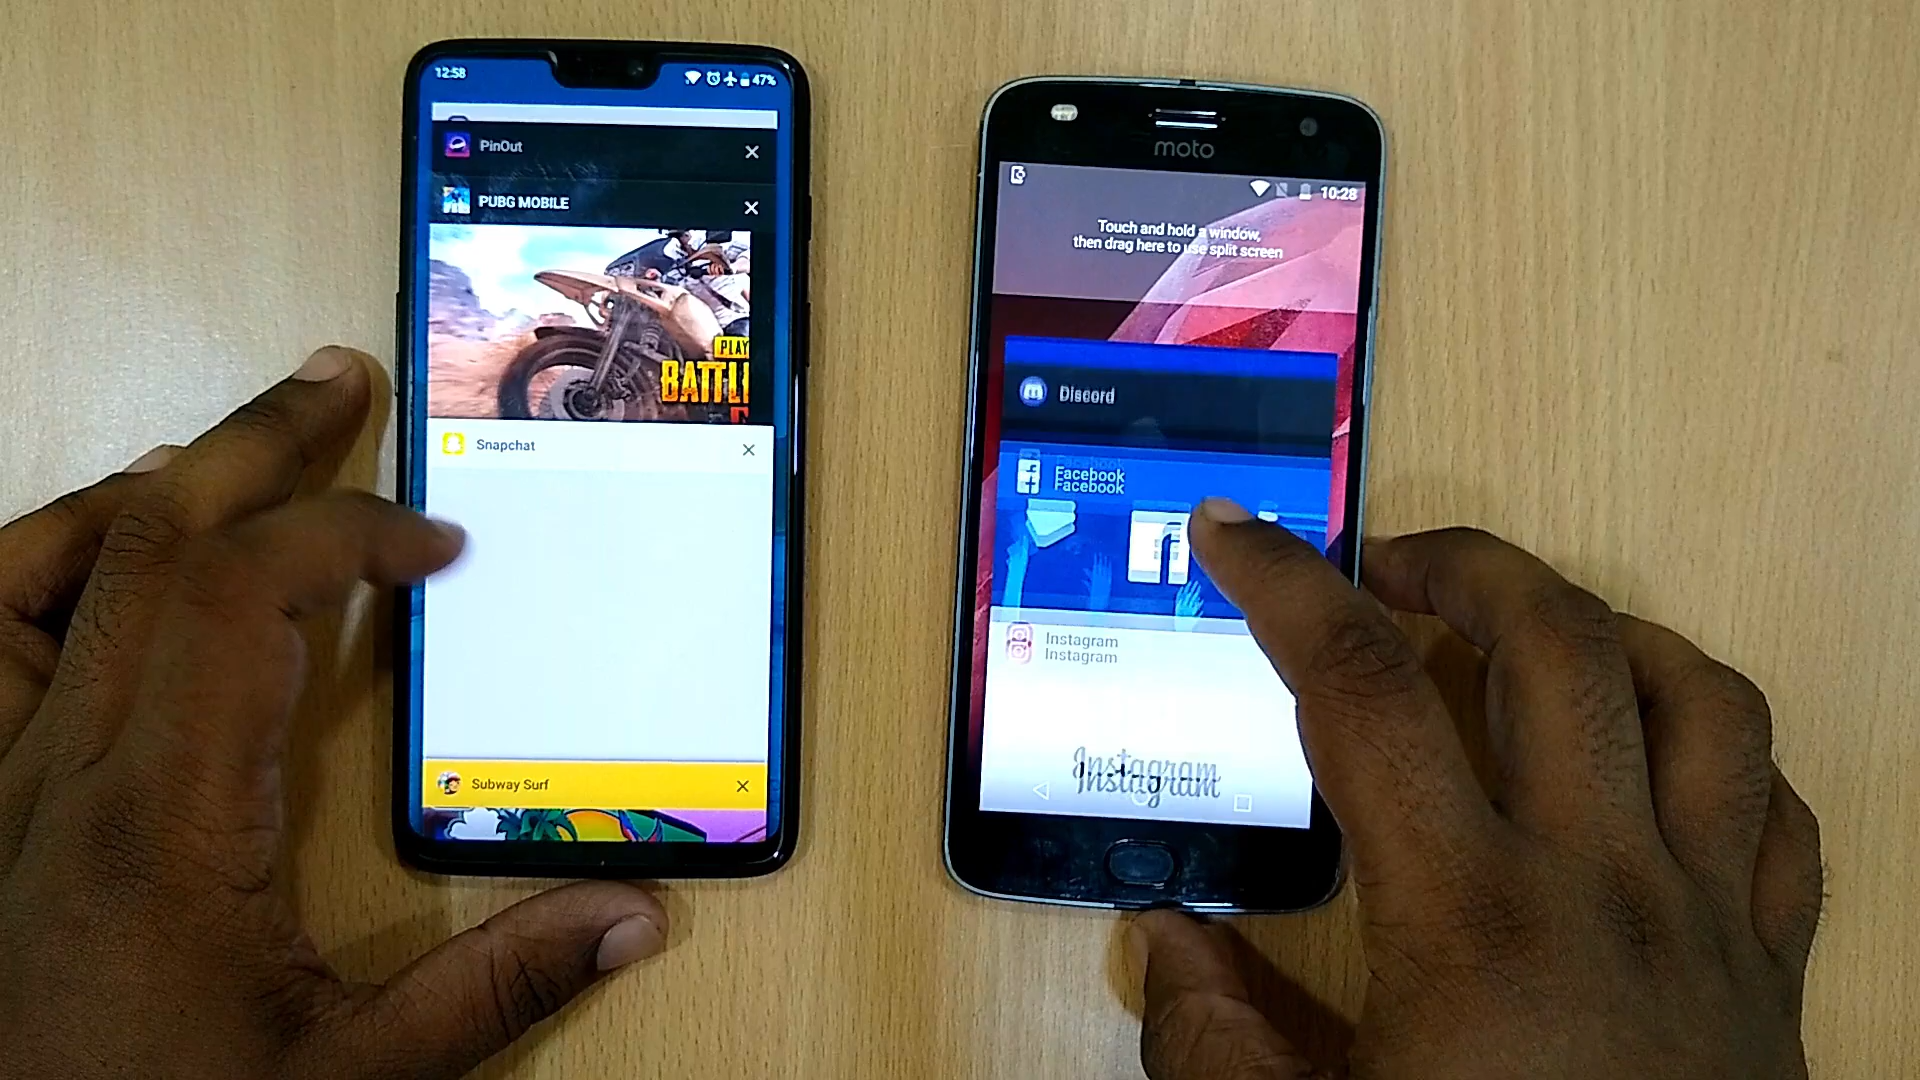 12:58
47%
PinOut
PUBG MOBILE
PLAY
Snapchat
Subway Surf
moto
10:28
Touch and hold a window,
then drag here to use split screen
Discord
Facebook
Facebook
Instagram
Instagram
Instagram
Instagram